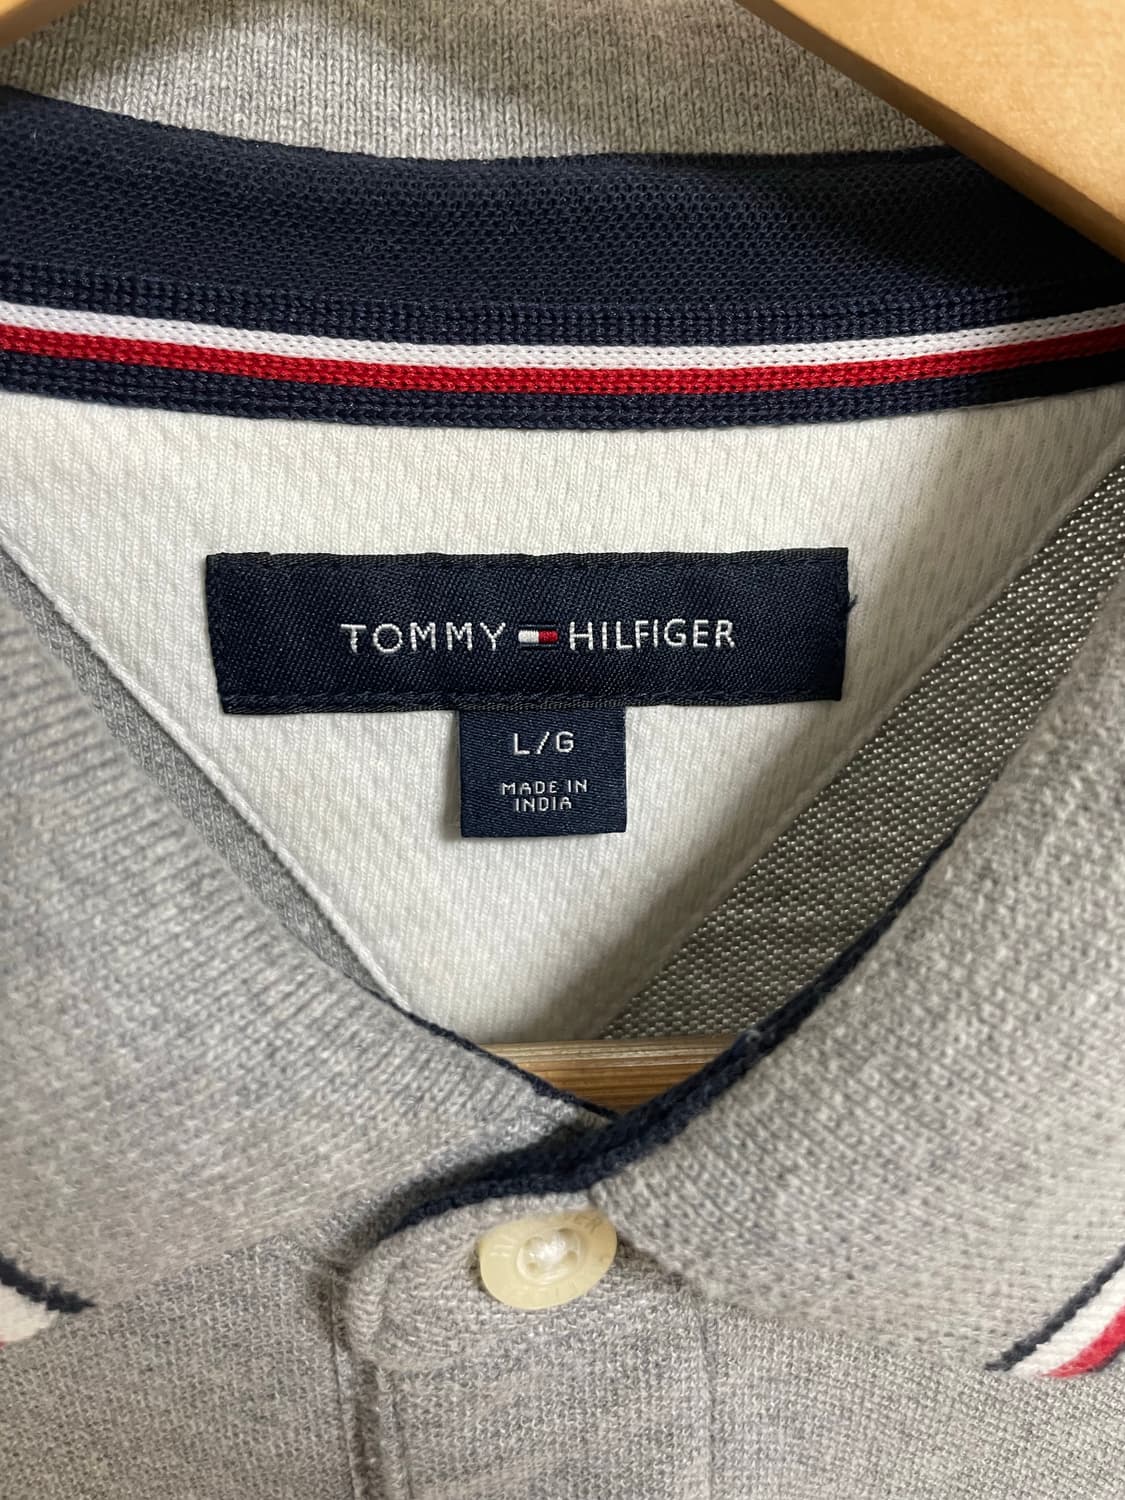 TOMMY HILFIGER
L/G
MADE IN
INDIA